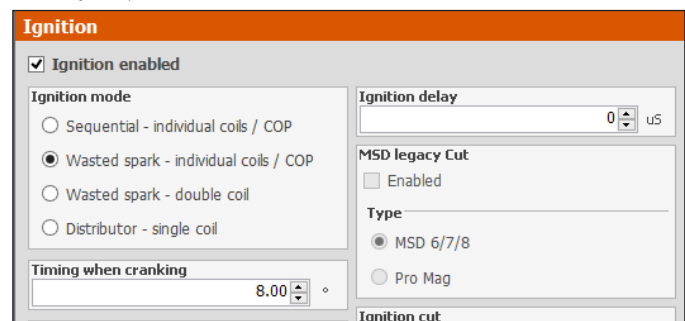 Ignition
Ignition enabled
Ignition mode
Sequential - individual coils / COP
Wasted spark - individual coils / COP
Wasted spark - double coil
Distributor - single coil
Timing when cranking
8.00 °
Ignition delay
0 uS
MSD legacy Cut
Enabled
Type
MSD 6/7/8
Pro Mag
Ignition cut